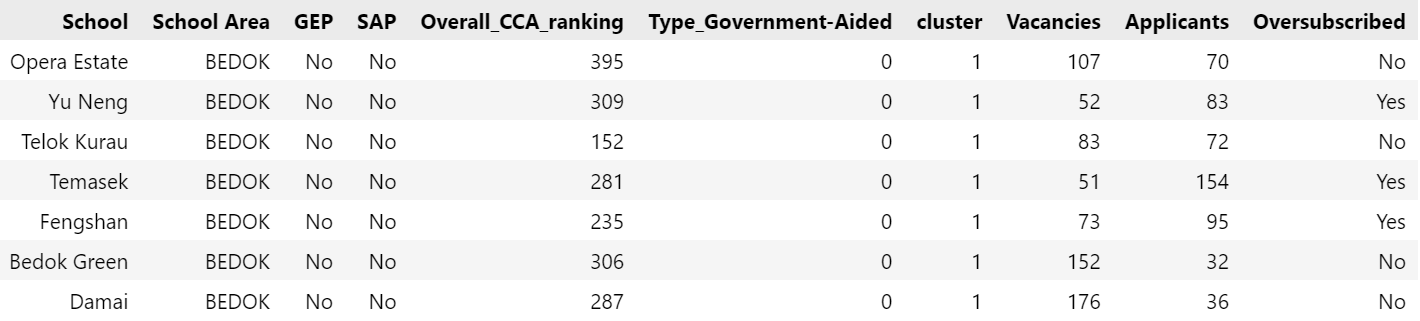 School School Area GEP SAP Overall_CCA_ranking Type_Government-Aided cluster Vacancies Applicants Oversubscribed
Opera Estate BEDOK No No 395 0 1 107 70 No
Yu Neng BEDOK No No 309 0 1 52 83 Yes
Telok Kurau BEDOK No No 152 0 1 83 72 No
Temasek BEDOK No No 281 0 1 51 154 Yes
Fengshan BEDOK No No 235 0 1 73 95 Yes
Bedok Green BEDOK No No 306 0 1 152 32 No
Damai BEDOK No No 287 0 1 176 36 No